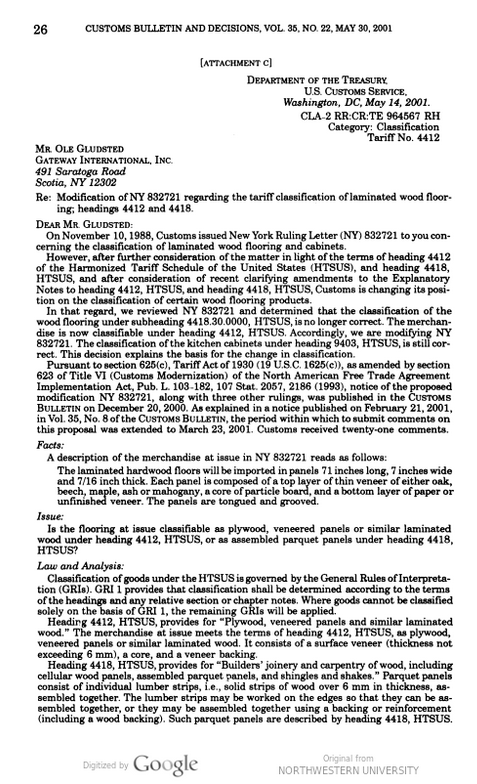 26 CUSTOMS BULLETIN AND DECISIONS, VOL. 35, NO. 22, MAY 30, 2001
[ATTACHMENT C]
DEPARTMENT OF THE TREASURY,
U.S. CUSTOMS SERVICE,
Washington, DC, May 14, 2001.
CLA-2 RR:CR:TE 964567 RH
Category: Classification
Tariff No. 4412
MR. OLE GLUDSTED
GATEWAY INTERNATIONAL, INC.
491 Saratoga Road
Scotia, NY 12302
Re: Modification of NY 832721 regarding the tariff classification of laminated wood floor-
ing; headings 4412 and 4418.
DEAR MR. GLUDSTED:
On November 10, 1988, Customs issued New York Ruling Letter (NY) 832721 to you con-
cerning the classification of laminated wood flooring and cabinets.
However, after further consideration of the matter in light of the terms of heading 4412
of the Harmonized Tariff Schedule of the United States (HTSUS), and heading 4418,
HTSUS, and after consideration of recent clarifying amendments to the Explanatory
Notes to heading 4412, HTSUS, and heading 4418, HTSUS, Customs is changing its posi-
tion on the classification of certain wood flooring products.
In that regard, we reviewed NY 832721 and determined that the classification of the
wood flooring under subheading 4418.30.0000, HTSUS, is no longer correct. The merchan-
dise is now classifiable under heading 4412, HTSUS. Accordingly, we are modifying NY
832721. The classification of the kitchen cabinets under heading 9403, HTSUS, is still cor-
rect. This decision explains the basis for the change in classification.
Pursuant to section 625(c), Tariff Act of 1930 (19 U.S.C. 1625(c)), as amended by section
623 of Title VI (Customs Modernization) of the North American Free Trade Agreement
Implementation Act, Pub. L. 103-182, 107 Stat. 2057, 2186 (1993), notice of the proposed
modification NY 832721, along with three other rulings, was published in the CUSTOMS
BULLETIN on December 20, 2000. As explained in a notice published on February 21, 2001,
in Vol. 35, No. 8 of the CUSTOMS BULLETIN, the period within which to submit comments on
this proposal was extended to March 23, 2001. Customs received twenty-one comments.
Facts:
A description of the merchandise at issue in NY 832721 reads as follows:
The laminated hardwood floors will be imported in panels 71 inches long, 7 inches wide
and 7/16 inch thick. Each panel is composed of a top layer of thin veneer of either oak,
beech, maple, ash or mahogany, a core of particle board, and a bottom layer of paper or
unfinished veneer. The panels are tongued and grooved.
Issue:
Is the flooring at issue classifiable as plywood, veneered panels or similar laminated
wood under heading 4412, HTSUS, or as assembled parquet panels under heading 4418,
HTSUS?
Law and Analysis:
Classification of goods under the HTSUS is governed by the General Rules of Interpreta-
tion (GRIs). GRI 1 provides that classification shall be determined according to the terms
of the headings and any relative section or chapter notes. Where goods cannot be classified
solely on the basis of GRI 1, the remaining GRIs will be applied.
Heading 4412, HTSUS, provides for "Plywood, veneered panels and similar laminated
wood." The merchandise at issue meets the terms of heading 4412, HTSUS, as plywood,
veneered panels or similar laminated wood. It consists of a surface veneer (thickness not
exceeding 6 mm), a core, and a veneer backing.
Heading 4418, HTSUS, provides for "Builders' joinery and carpentry of wood, including
cellular wood panels, assembled parquet panels, and shingles and shakes." Parquet panels
consist of individual lumber strips, i.e., solid strips of wood over 6 mm in thickness, as-
sembled together. The lumber strips may be worked on the edges so that they can be as-
sembled together, or they may be assembled together using a backing or reinforcement
(including a wood backing). Such parquet panels are described by heading 4418, HTSUS.
Digitized by Google
Original from
NORTHWESTERN UNIVERSITY